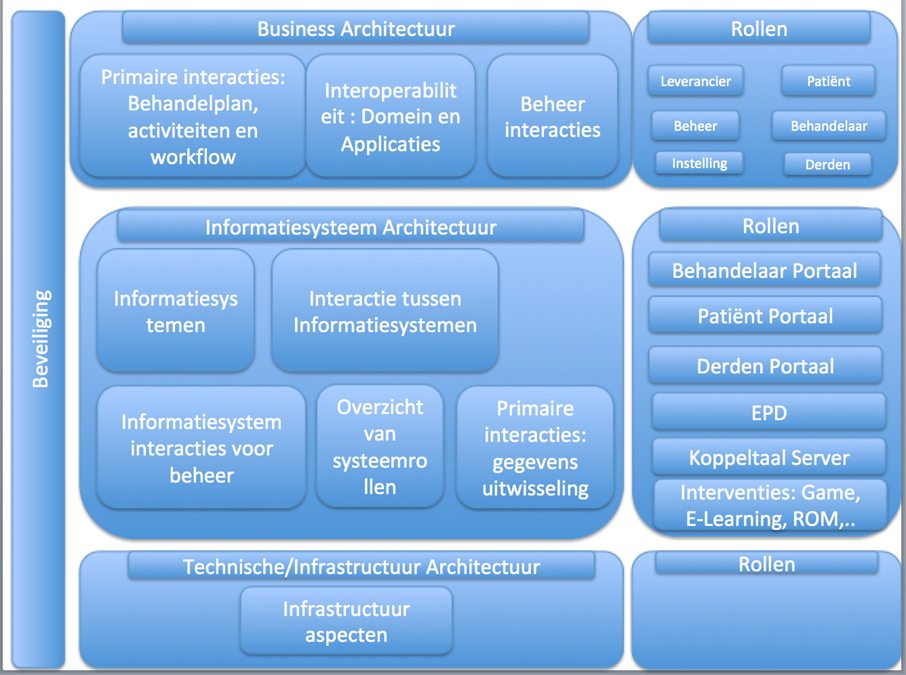 Beveiliging
Business Architectuur
Primaire interacties:
Behandelplan,
activiteiten en
workflow
Interoperabilit
eit : Domein en
Applicaties
Beheer
interacties
Rollen
Leverancier
Patiënt
Beheer
Behandelaar
Instelling
Derden
Informatiesysteem Architectuur
Informatiesys
temen
Interactie tussen
Informatiesystemen
Informatiesystem
interacties voor
beheer
Overzicht
van
systeemro
llen
Primaire
interacties:
gegevens
uitwisseling
Rollen
Behandelaar Portaal
Patiënt Portaal
Derden Portaal
EPD
Koppeltaal Server
Interventies: Game,
E-Learning, ROM,..
Technische/Infrastructuur Architectuur
Infrastructuur
aspecten
Rollen